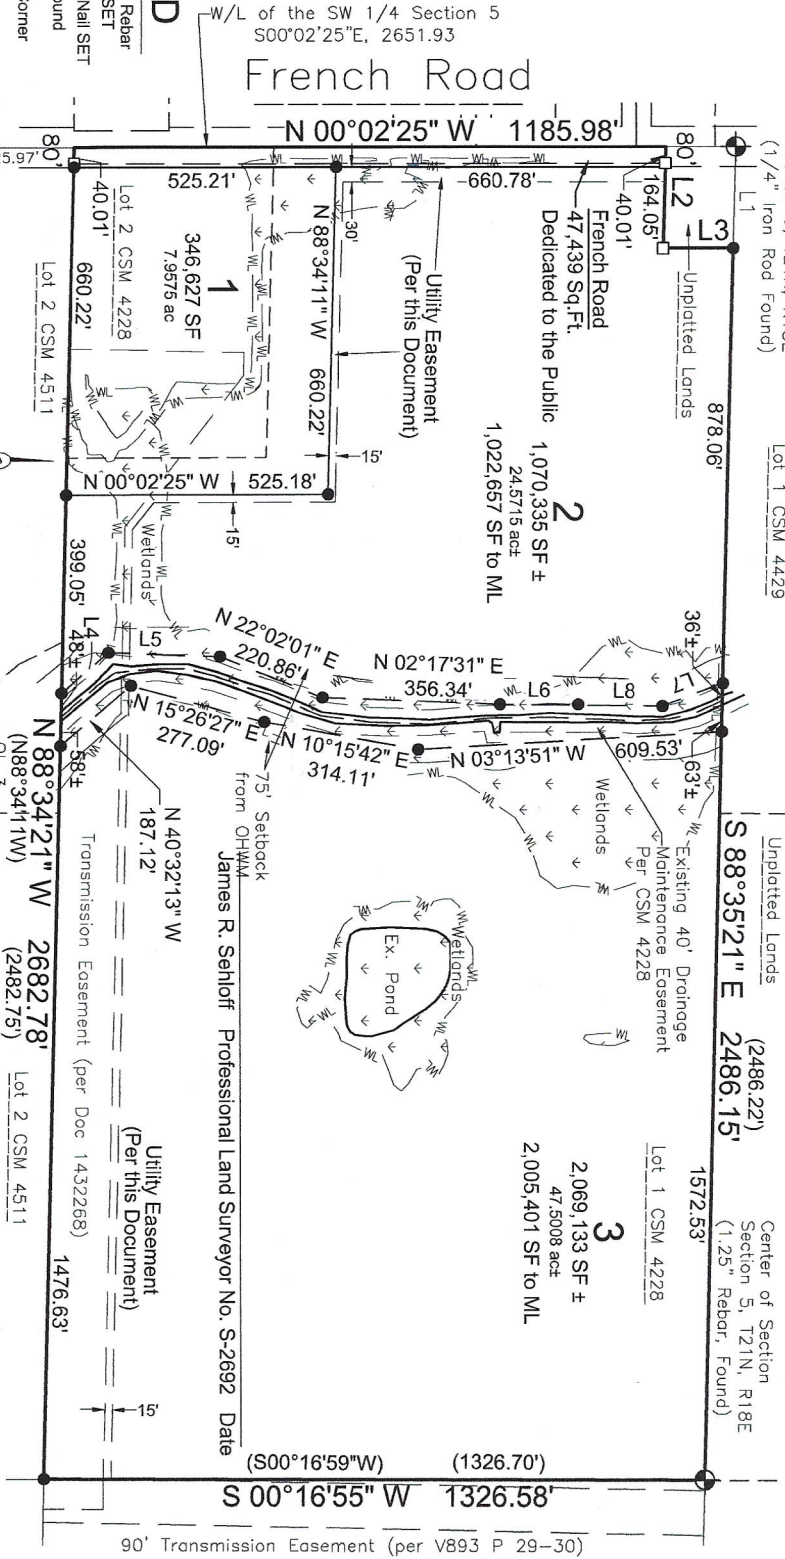 W/L of the SW 1/4 Section 5
S00°02'25"E, 2651.93
French Road
N 00°02'25" W 1185.98'
D
Rebar
SET
Nail SET
ound
orner
80'
5.97'
40.01'
525.21'
660.78'
80'
L2
164.05'
40.01'
L3
L1
(1/4" Iron Rod Found)
30'
French Road
47,439 Sq.Ft.
Dedicated to the Public
Unplatted Lands
878.06'
Lot 1 CSM 4429
Lot 2 CSM 4228
Lot 2 CSM 4511
1
346,627 SF
7.9575 ac
660.22'
N 88°34'11" W 660.22'
Utility Easement
(Per this Document)
15'
N 00°02'25" W 525.18'
15'
2
1,070,335 SF ±
24.5715 ac±
1,022,657 SF to ML
Wetlands
399.05'
48'±
L4
L5
N 22°02'01" E
220.86'
N 02°17'31" E
356.34'
L6
L8
L7
36'±
N 15°26'27" E
277.09'
N 10°15'42" E
314.11'
N 03°13'51" W
609.53'
63'±
58'±
N 40°32'13" W
187.12'
75' Setback
from OHWM
Wetlands
Existing 40' Drainage
Maintenance Easement
Per CSM 4228
Unplatted Lands
N 88°34'21" W 2682.78'
(N88°34'11W) (2482.75')
S 88°35'21" E 2486.15'
(2486.22')
Wetlands
Ex. Pond
WL
James R. Sehloff Professional Land Surveyor No. S-2692 Date
Transmission Easement (per Doc 1432268)
Utility Easement
(Per this Document)
Lot 2 CSM 4511
1476.63'
15'
3
2,069,133 SF ±
47.5008 ac±
2,005,401 SF to ML
Lot 1 CSM 4228
1572.53'
Center of Section
Section 5, T21N, R18E
(1.25" Rebar, Found)
(S00°16'59"W) (1326.70')
S 00°16'55" W 1326.58'
90' Transmission Easement (per V893 P 29-30)